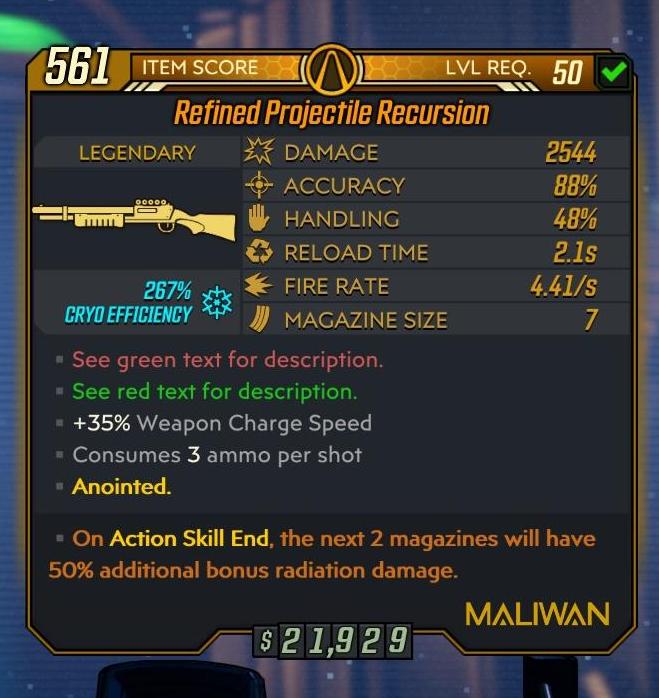 561 ITEM SCORE LVL REQ. 50
Refined Projectile Recursion
LEGENDARY
DAMAGE 2544
ACCURACY 88%
HANDLING 48%
RELOAD TIME 2.1s
267% CRYO EFFICIENCY
FIRE RATE 4.41/s
MAGAZINE SIZE 7
See green text for description.
See red text for description.
+35% Weapon Charge Speed
Consumes 3 ammo per shot
Anointed.
On Action Skill End, the next 2 magazines will have
50% additional bonus radiation damage.
MALIWAN
$ 21,929